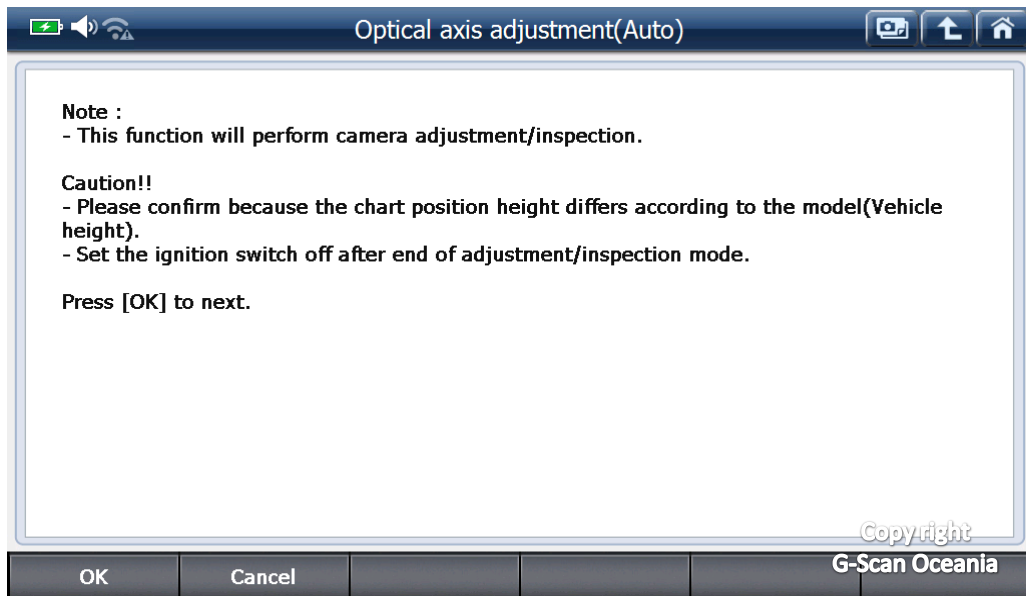 Optical axis adjustment(Auto)
Note :
- This function will perform camera adjustment/inspection.
Caution!!
- Please confirm because the chart position height differs according to the model(Vehicle
height).
- Set the ignition switch off after end of adjustment/inspection mode.
Press [OK] to next.
Copyright
G-Scan Oceania
OK
Cancel